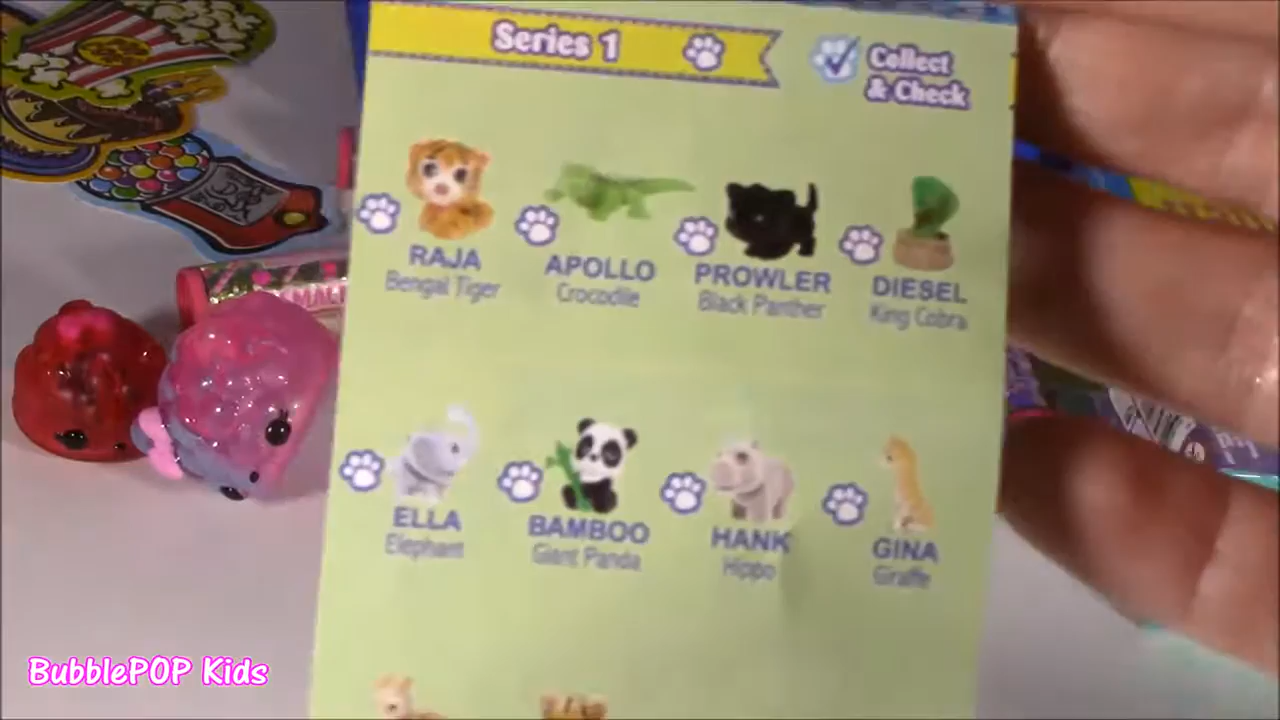 Series 1
Collect
& Check
RAJA
Bengal Tiger
APOLLO
Crocodile
PROWLER
Black Panther
DIESEL
King Cobra
ELLA
Elephant
BAMBOO
Giant Panda
HANK
Hippo
GINA
Giraffe
BubblePOP Kids